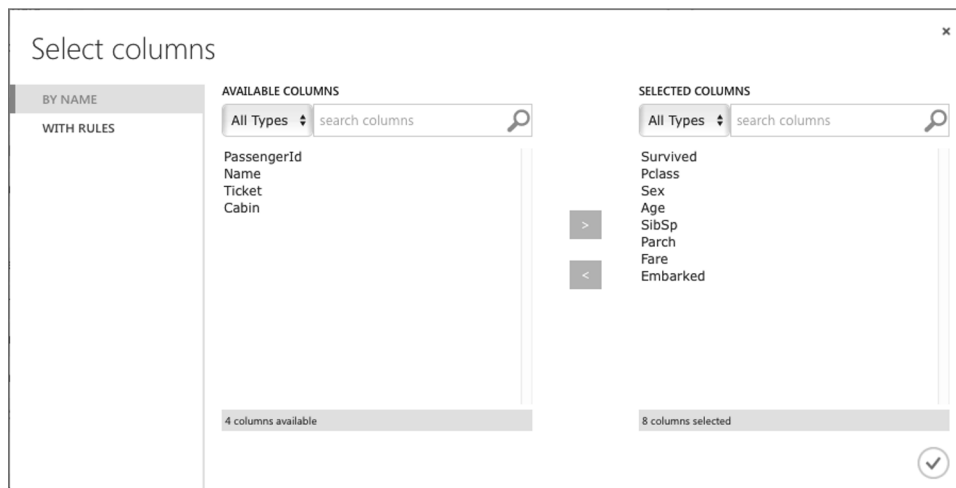 Select columns
BY NAME
WITH RULES
AVAILABLE COLUMNS
All Types search columns
PassengerId
Name
Ticket
Cabin
4 columns available
>
<
SELECTED COLUMNS
All Types search columns
Survived
Pclass
Sex
Age
SibSp
Parch
Fare
Embarked
8 columns selected